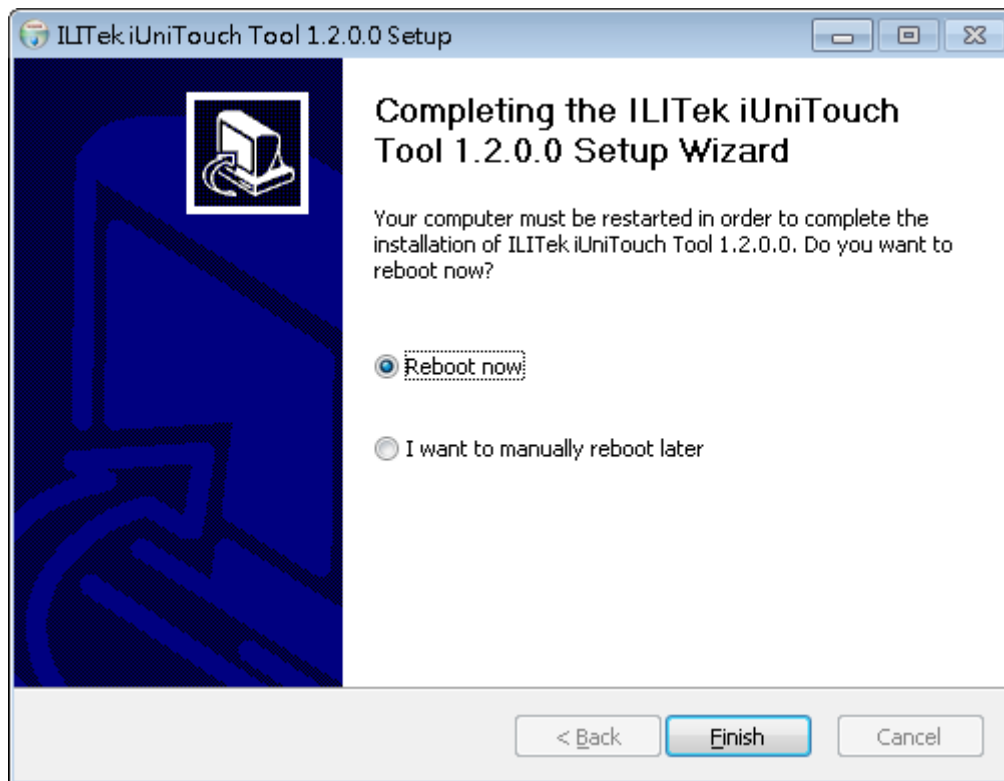 ILITek iUniTouch Tool 1.2.0.0 Setup
Completing the ILITek iUniTouch
Tool 1.2.0.0 Setup Wizard
Your computer must be restarted in order to complete the
installation of ILITek iUniTouch Tool 1.2.0.0. Do you want to
reboot now?
Reboot now
I want to manually reboot later
< Back
Finish
Cancel